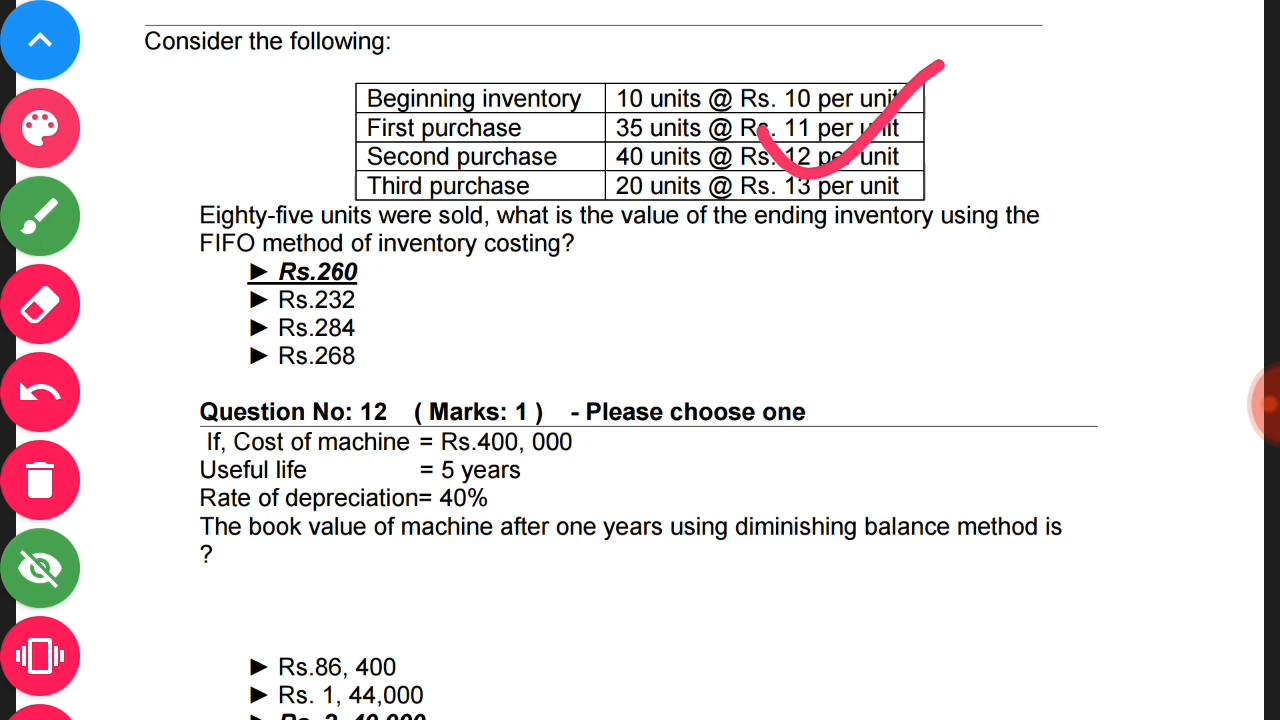 Consider the following:
Beginning inventory 10 units @ Rs. 10 per unit
First purchase 35 units @ Rs. 11 per unit
Second purchase 40 units @ Rs. 12 per unit
Third purchase 20 units @ Rs. 13 per unit
Eighty-five units were sold, what is the value of the ending inventory using the
FIFO method of inventory costing?
► Rs.260
► Rs.232
► Rs.284
► Rs.268
Question No: 12 ( Marks: 1 ) - Please choose one
If, Cost of machine = Rs.400, 000
Useful life = 5 years
Rate of depreciation= 40%
The book value of machine after one years using diminishing balance method is
?
► Rs.86, 400
► Rs. 1, 44,000
► Rs. 2, 40,000